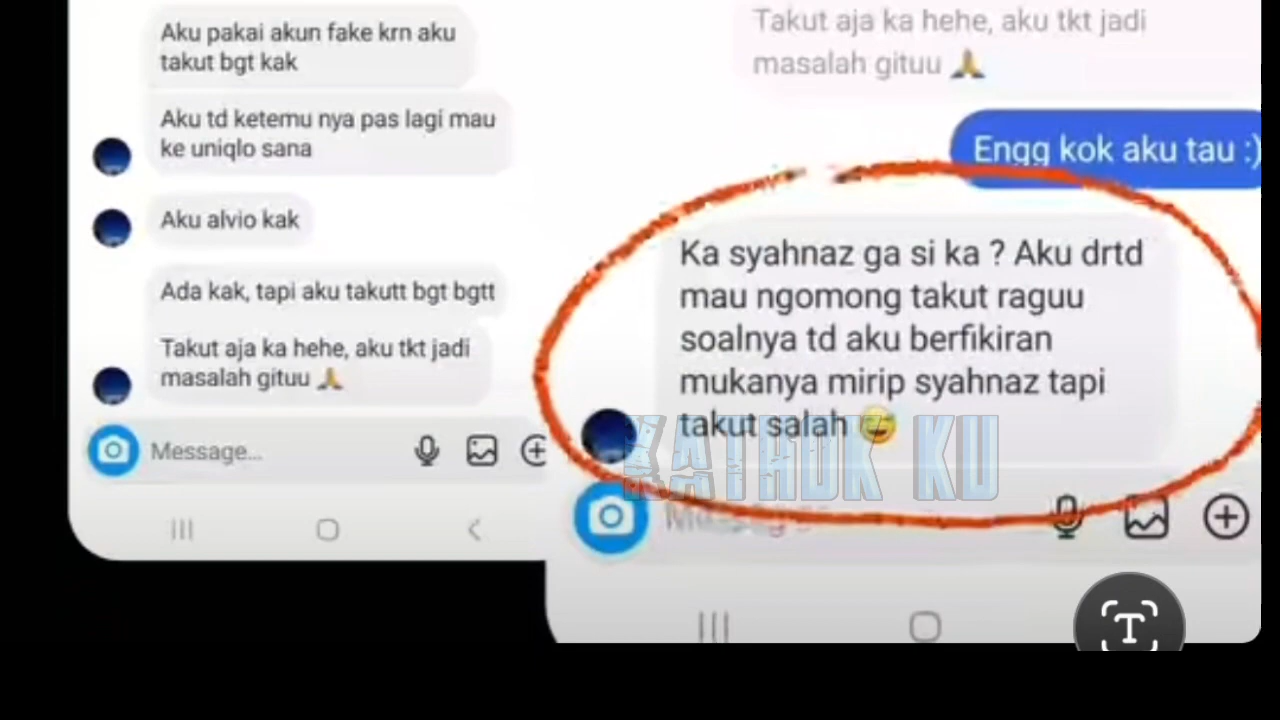 Aku pakai akun fake krn aku
takut bgt kak
Aku td ketemu nya pas lagi mau
ke uniqlo sana
Aku alvio kak
Ada kak, tapi aku takutt bgt bgtt
Takut aja ka hehe, aku tkt jadi
masalah gituu 🙏
Message...
Takut aja ka hehe, aku tkt jadi
masalah gituu 🙏
Engg kok aku tau :)
Ka syahnaz ga si ka ? Aku drtd
mau ngomong takut raguu
soalnya td aku berfikiran
mukanya mirip syahnaz tapi
takut salah 😅
KATHOK KU
T